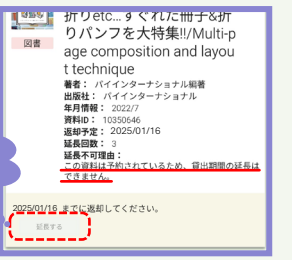 折りetc…すぐれた冊子&折
図書
りパンフを大特集!!/Multi-p
age composition and layou
t technique
著者： パイインターナショナル編著
出版社： パイインターナショナル
年月情報： 2022/7
資料ID： 10350646
返却予定： 2025/01/16
延長回数： 3
延長不可理由：
この資料は予約されているため、貸出期間の延長は
できません。
2025/01/16 までに返却してください。
延長する